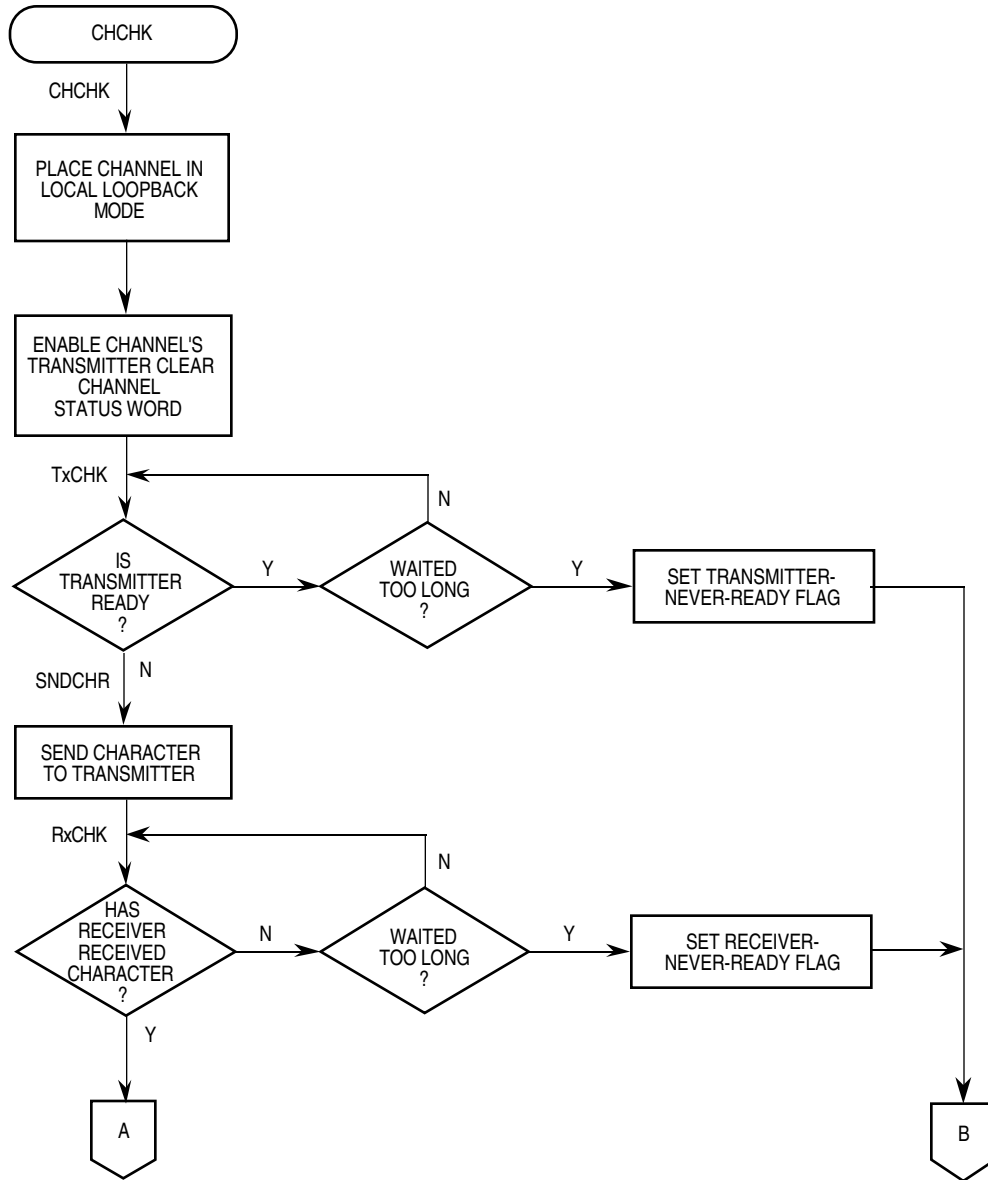 CHCHK
CHCHK
PLACE CHANNEL IN
LOCAL LOOPBACK
MODE
ENABLE CHANNEL'S
TRANSMITTER CLEAR
CHANNEL
STATUS WORD
TxCHK
N
IS
TRANSMITTER
READY
?
Y
WAITED
TOO LONG
?
Y
SET TRANSMITTER-
NEVER-READY FLAG
SNDCHR
N
SEND CHARACTER
TO TRANSMITTER
RxCHK
N
HAS
RECEIVER
RECEIVED
CHARACTER
?
N
WAITED
TOO LONG
?
Y
SET RECEIVER-
NEVER-READY FLAG
Y
A
B